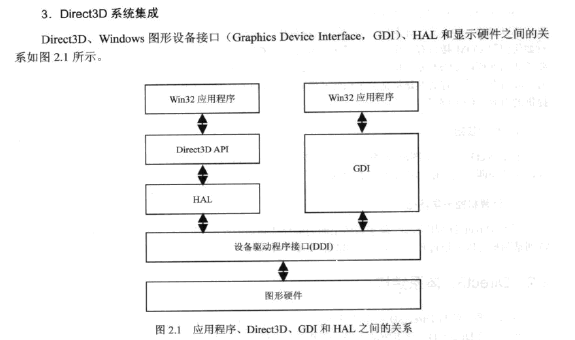 3．Direct3D 系统集成
Direct3D、Windows 图形设备接口（Graphics Device Interface，GDI）、HAL 和显示硬件之间的关
系如图 2.1 所示。
Win32 应用程序
Win32 应用程序
Direct3D API
GDI
HAL
设备驱动程序接口(DDI)
图形硬件
图 2.1 应用程序、Direct3D、GDI 和 HAL 之间的关系